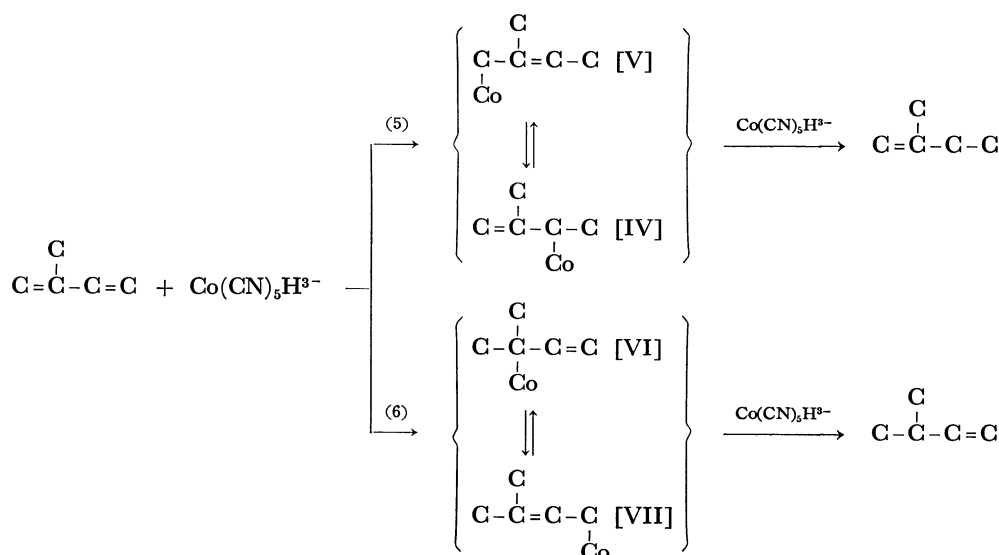 C
C-C=C-C [V]
Co
(5)
Co(CN)₅H³⁻
C
C=C-C-C
C
C=C-C-C [IV]
Co
C
C=C-C=C + Co(CN)₅H³⁻
C
C-C-C=C [VI]
Co
(6)
Co(CN)₅H³⁻
C
C-C-C=C
C
C-C=C-C [VII]
Co